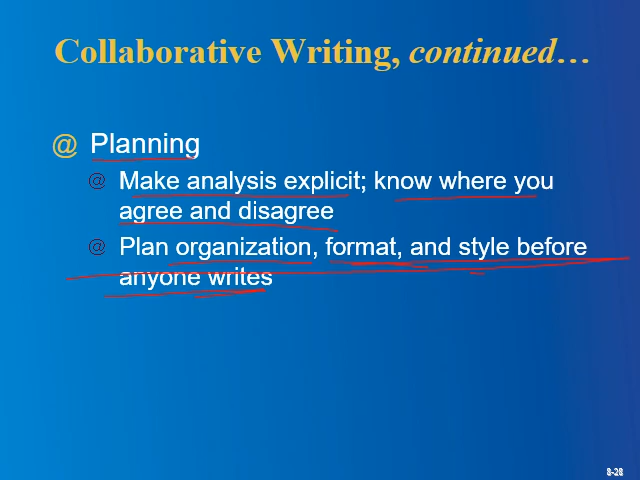 Collaborative Writing, continued…
@ Planning
@ Make analysis explicit; know where you
agree and disagree
@ Plan organization, format, and style before
anyone writes
8-28